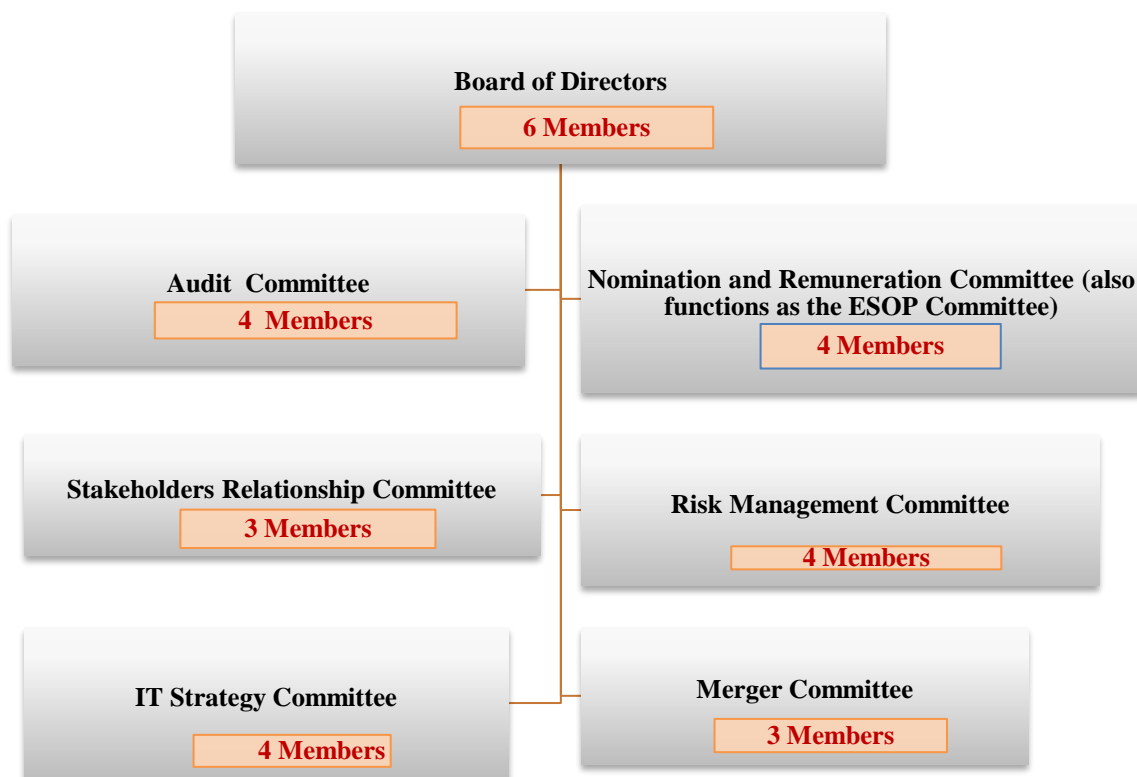 Board of Directors
6 Members
Audit Committee
4 Members
Nomination and Remuneration Committee (also
functions as the ESOP Committee)
4 Members
Stakeholders Relationship Committee
3 Members
Risk Management Committee
4 Members
IT Strategy Committee
4 Members
Merger Committee
3 Members